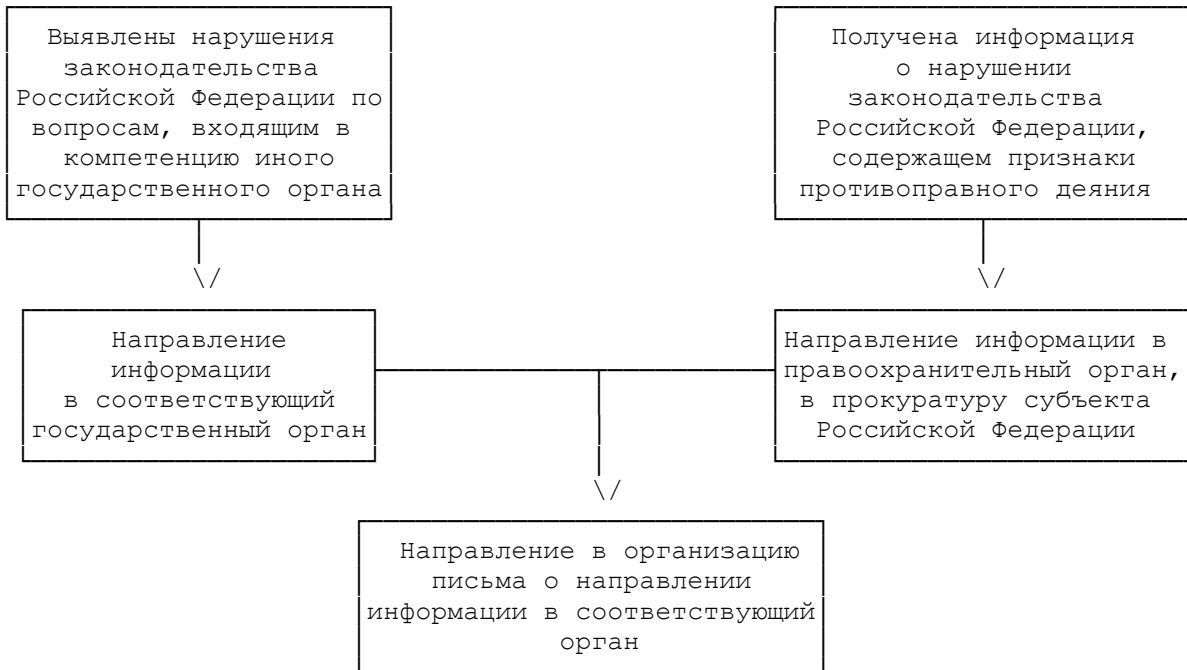 Выявлены нарушения
законодательства
Российской Федерации по
вопросам, входящим в
компетенцию иного
государственного органа
Получена информация
о нарушении
законодательства
Российской Федерации,
содержащем признаки
противоправного деяния
Направление
информации
в соответствующий
государственный орган
Направление информации в
правоохранительный орган,
в прокуратуру субъекта
Российской Федерации
Направление в организацию
письма о направлении
информации в соответствующий
орган